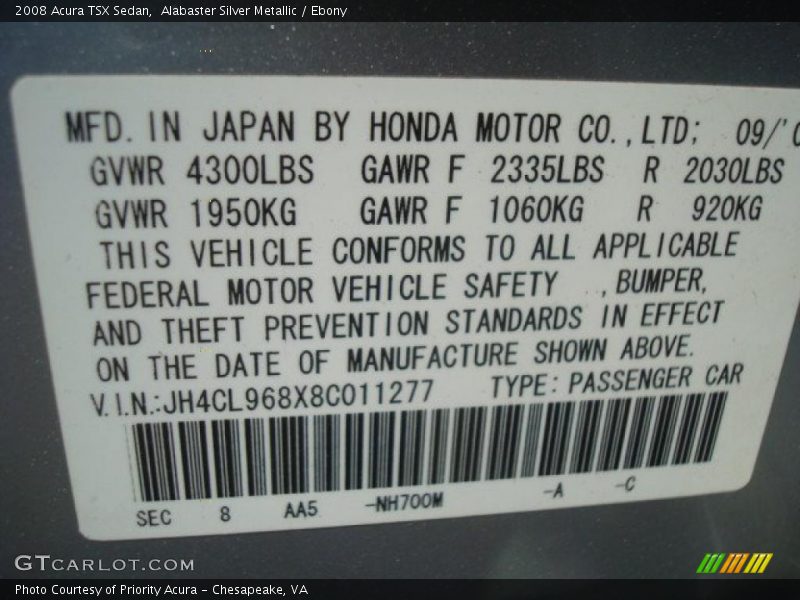 2008 Acura TSX Sedan,  Alabaster Silver Metallic / Ebony
MFD. IN JAPAN BY HONDA MOTOR CO.,LTD; 09/'0
GVWR 4300LBS GAWR F 2335LBS R 2030LBS
GVWR 1950KG GAWR F 1060KG R 920KG
THIS VEHICLE CONFORMS TO ALL APPLICABLE
FEDERAL MOTOR VEHICLE SAFETY ,BUMPER,
AND THEFT PREVENTION STANDARDS IN EFFECT
ON THE DATE OF MANUFACTURE SHOWN ABOVE.
V.I.N.:JH4CL968X8C011277 TYPE: PASSENGER CAR
SEC 8 AA5 -NH700M -A -C
GTCARLOT.COM
Photo Courtesy of Priority Acura - Chesapeake, VA